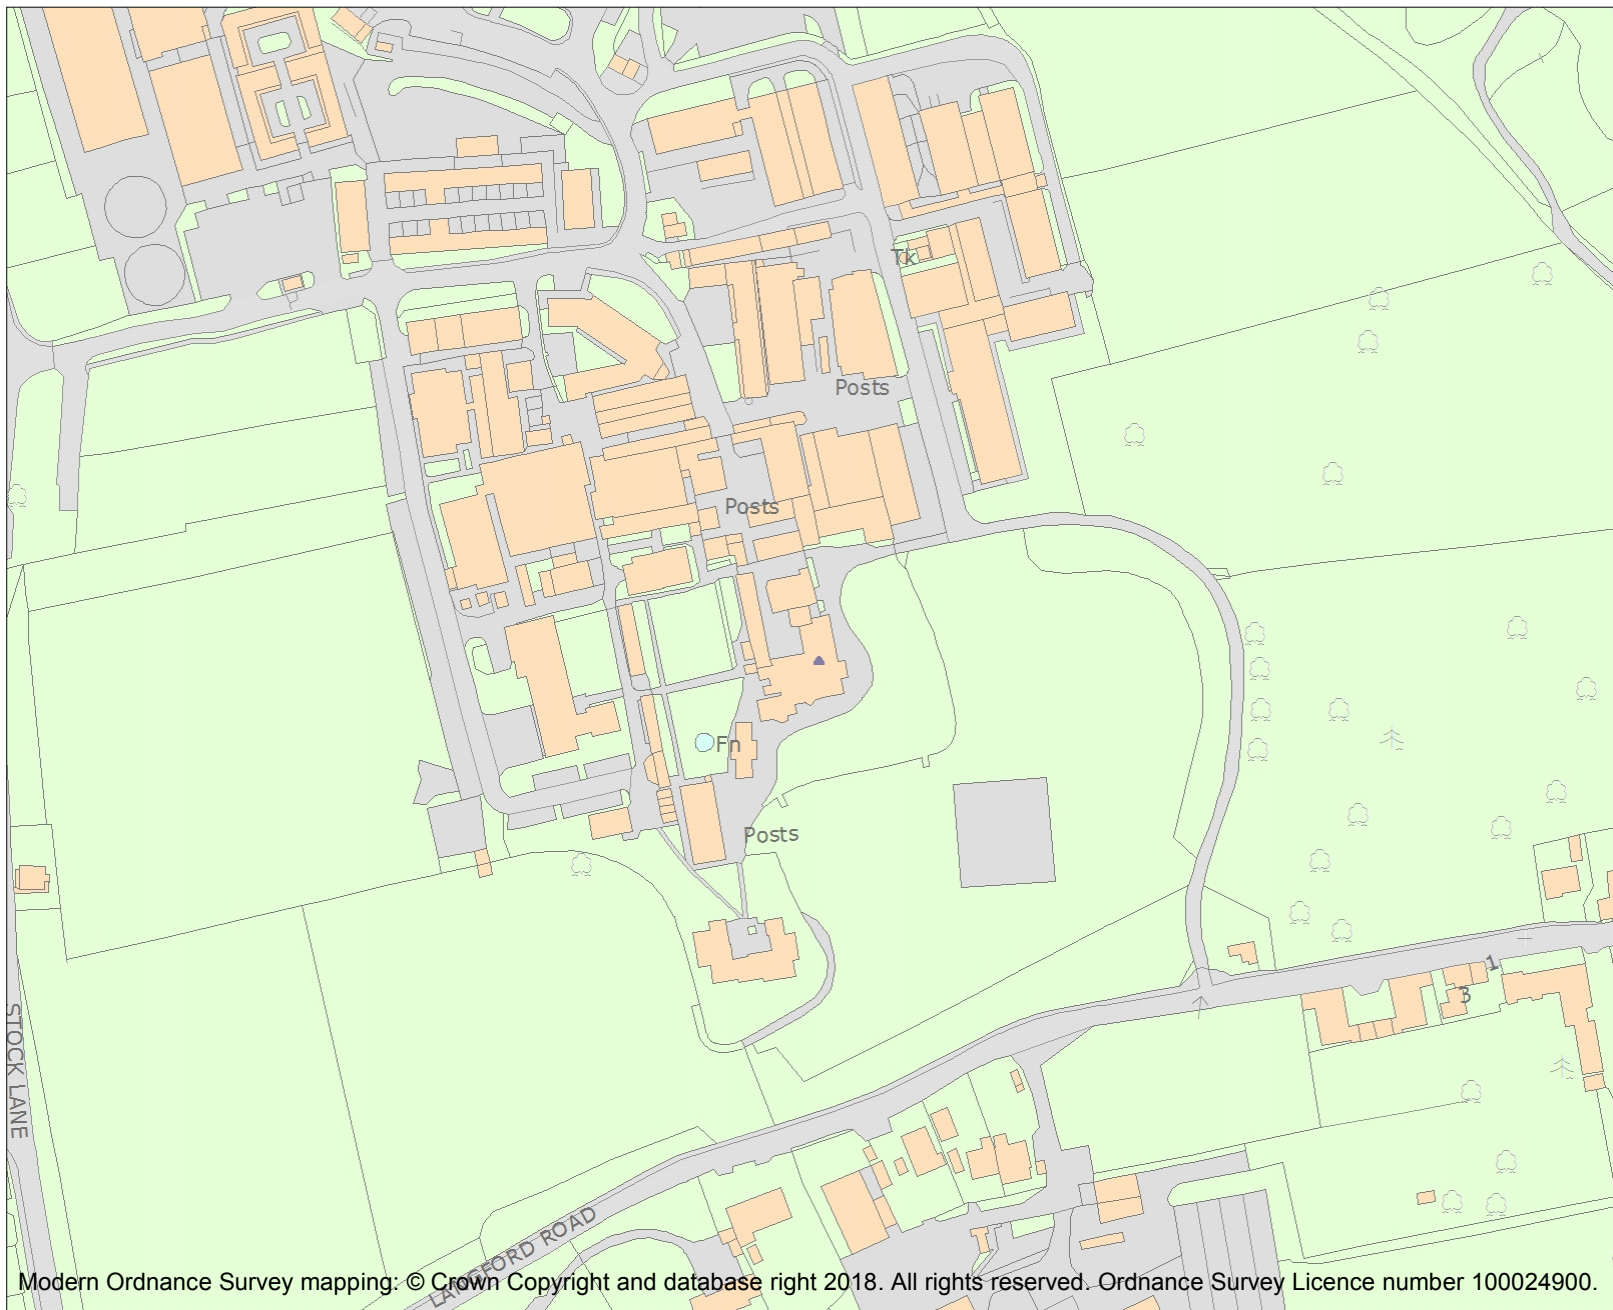 Tk
Posts
Posts
Fn
Posts
1
3
STOCK LANE
LANGFORD ROAD
Modern Ordnance Survey mapping: © Crown Copyright and database right 2018. All rights reserved. Ordnance Survey Licence number 100024900.